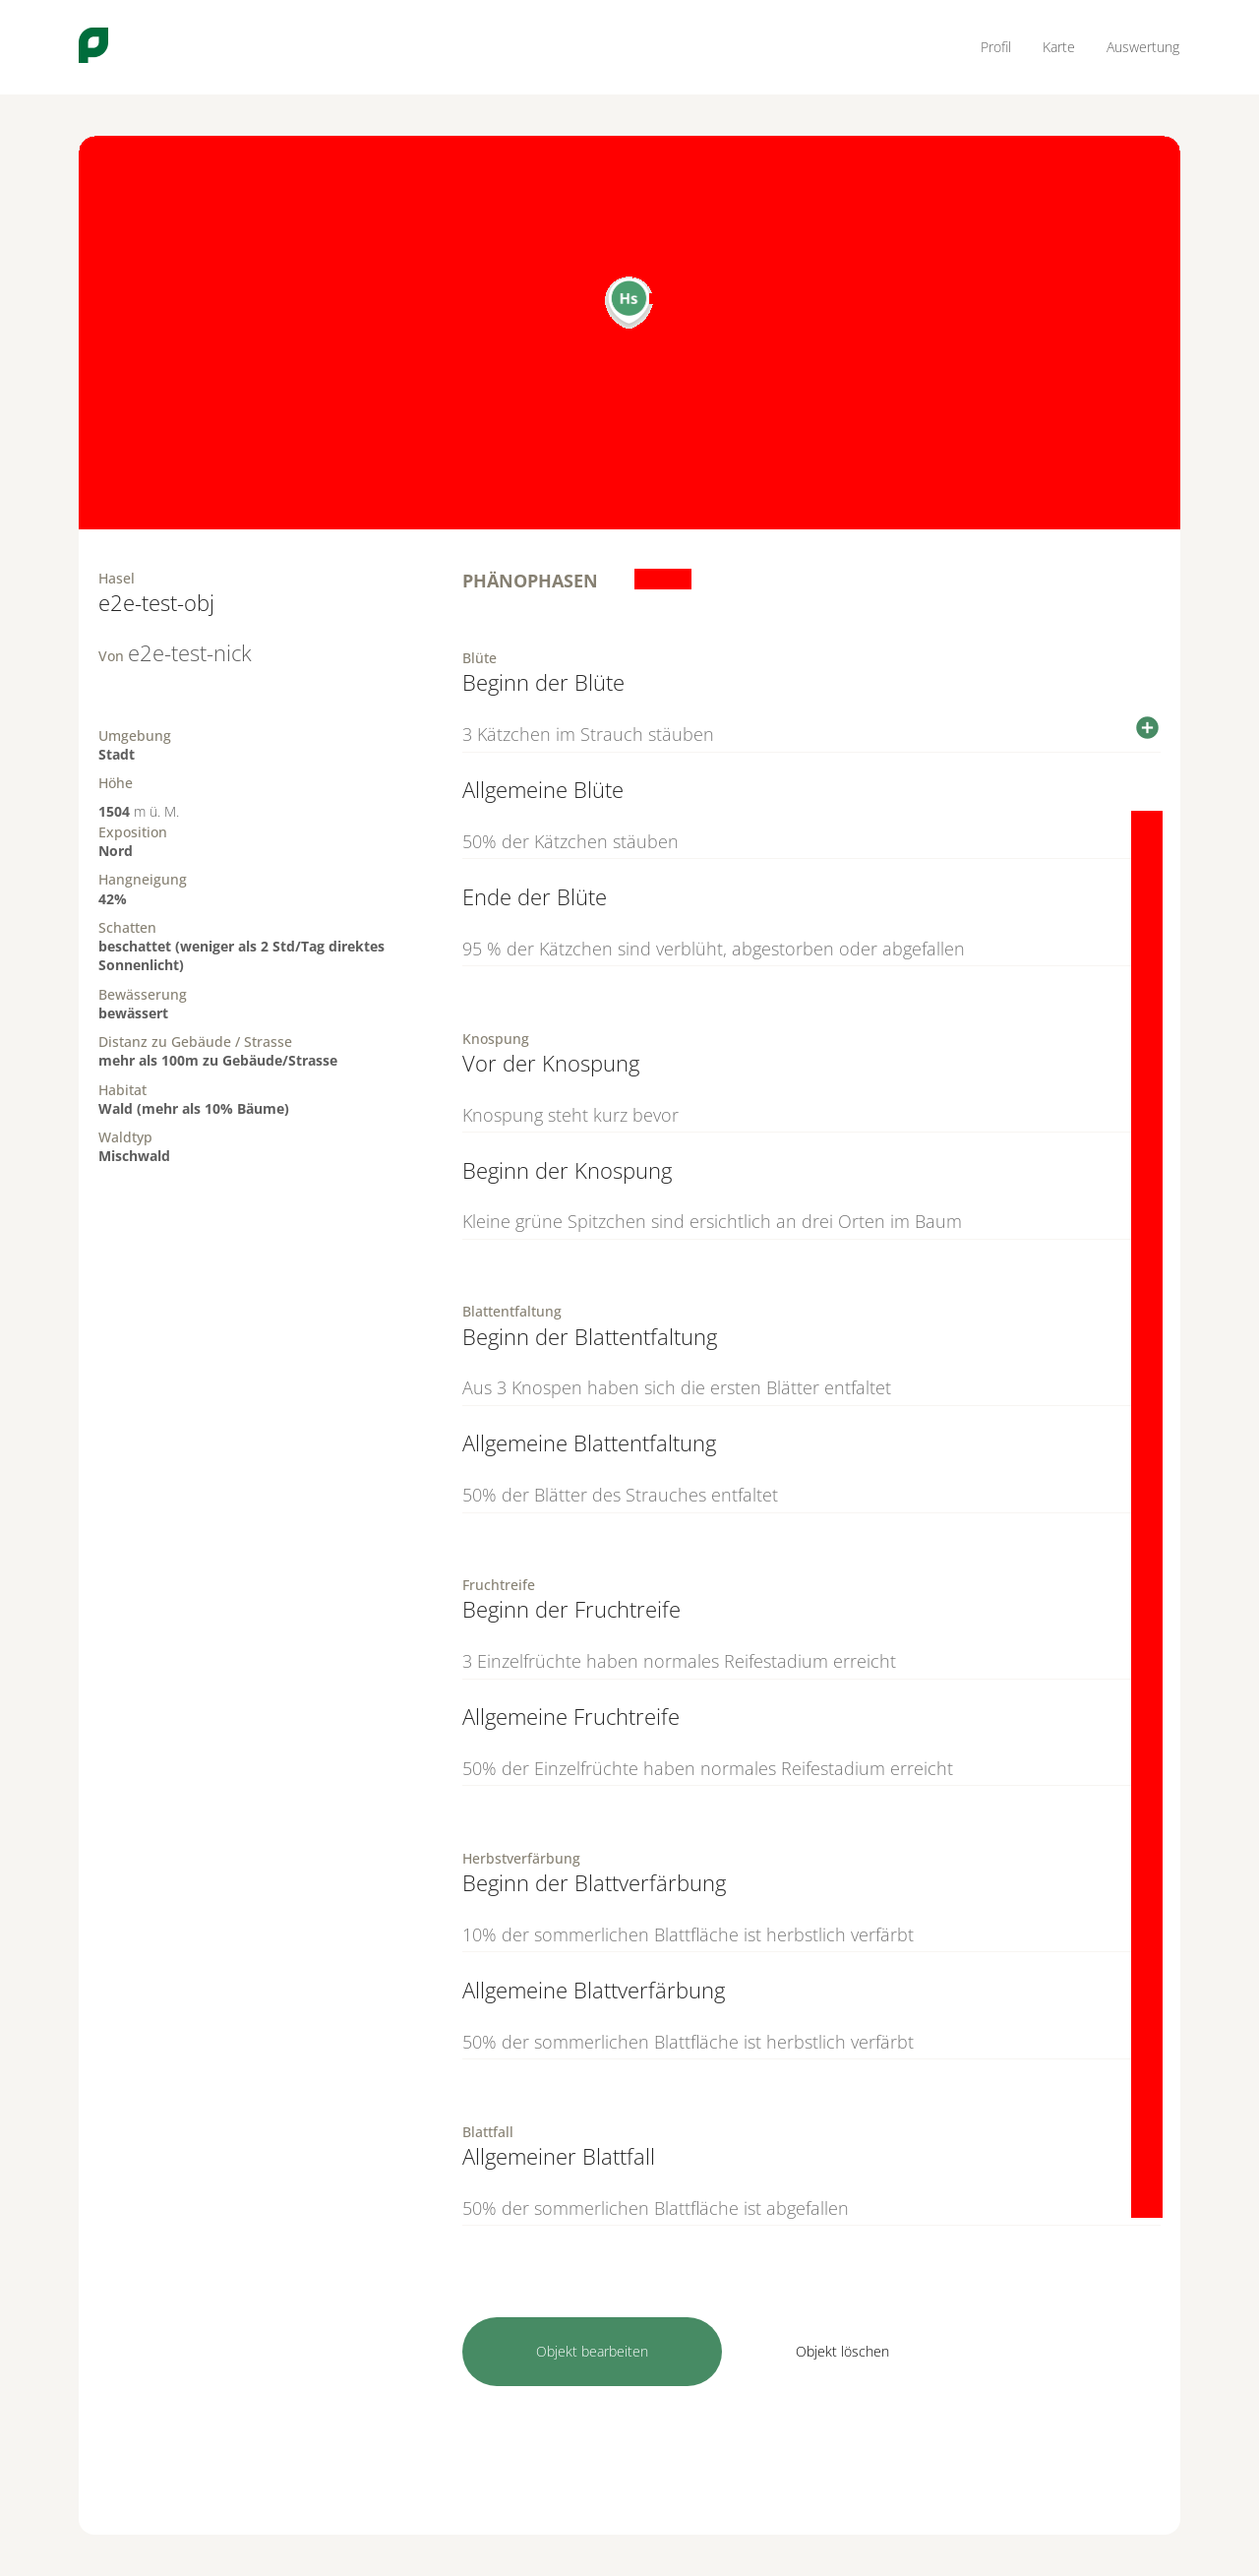 Profil Karte Auswertung
Hs
Hasel
e2e-test-obj
Von e2e-test-nick
Umgebung
Stadt
Höhe
1504 m ü. M.
Exposition
Nord
Hangneigung
42%
Schatten
beschattet (weniger als 2 Std/Tag direktes
Sonnenlicht)
Bewässerung
bewässert
Distanz zu Gebäude / Strasse
mehr als 100m zu Gebäude/Strasse
Habitat
Wald (mehr als 10% Bäume)
Waldtyp
Mischwald
PHÄNOPHASEN
Blüte
Beginn der Blüte
3 Kätzchen im Strauch stäuben
Allgemeine Blüte
50% der Kätzchen stäuben
Ende der Blüte
95 % der Kätzchen sind verblüht, abgestorben oder abgefallen
Knospung
Vor der Knospung
Knospung steht kurz bevor
Beginn der Knospung
Kleine grüne Spitzchen sind ersichtlich an drei Orten im Baum
Blattentfaltung
Beginn der Blattentfaltung
Aus 3 Knospen haben sich die ersten Blätter entfaltet
Allgemeine Blattentfaltung
50% der Blätter des Strauches entfaltet
Fruchtreife
Beginn der Fruchtreife
3 Einzelfrüchte haben normales Reifestadium erreicht
Allgemeine Fruchtreife
50% der Einzelfrüchte haben normales Reifestadium erreicht
Herbstverfärbung
Beginn der Blattverfärbung
10% der sommerlichen Blattfläche ist herbstlich verfärbt
Allgemeine Blattverfärbung
50% der sommerlichen Blattfläche ist herbstlich verfärbt
Blattfall
Allgemeiner Blattfall
50% der sommerlichen Blattfläche ist abgefallen
Objekt bearbeiten Objekt löschen